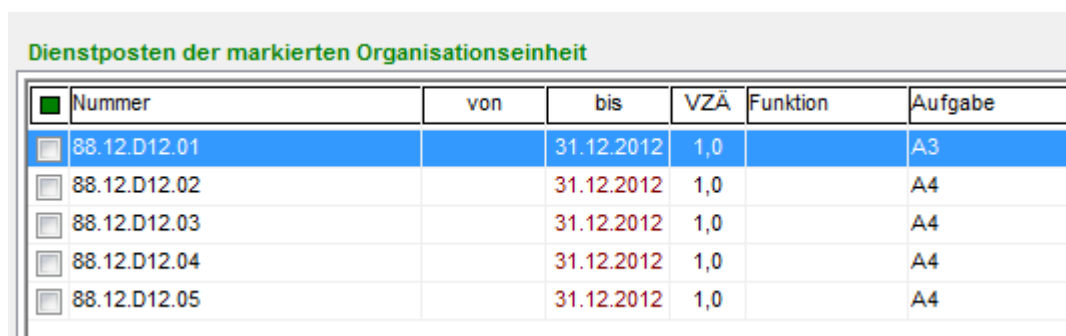 Dienstposten der markierten Organisationseinheit
Nummer von bis VZÄ Funktion Aufgabe
88.12.D12.01 31.12.2012 1,0 A3
88.12.D12.02 31.12.2012 1,0 A4
88.12.D12.03 31.12.2012 1,0 A4
88.12.D12.04 31.12.2012 1,0 A4
88.12.D12.05 31.12.2012 1,0 A4